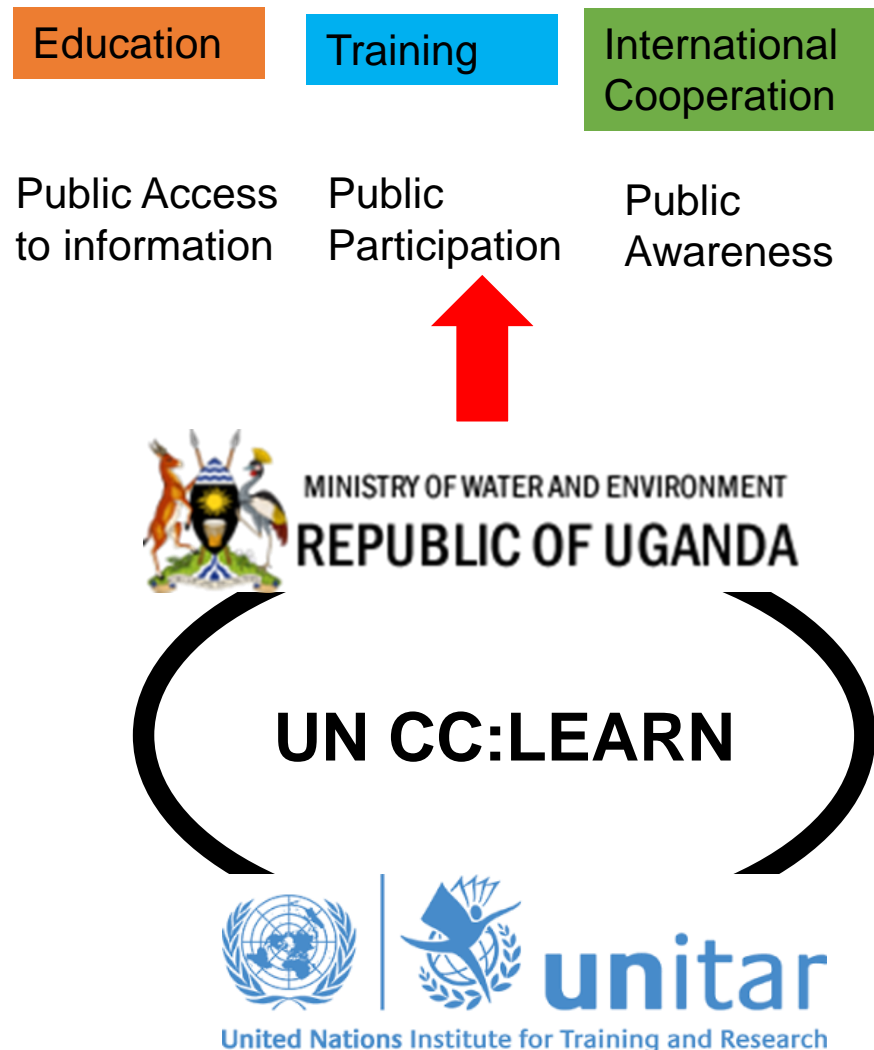 Education
Training
International
Cooperation
Public Access
to information
Public
Participation
Public
Awareness
MINISTRY OF WATER AND ENVIRONMENT
REPUBLIC OF UGANDA
UN CC:LEARN
unitar
United Nations Institute for Training and Research